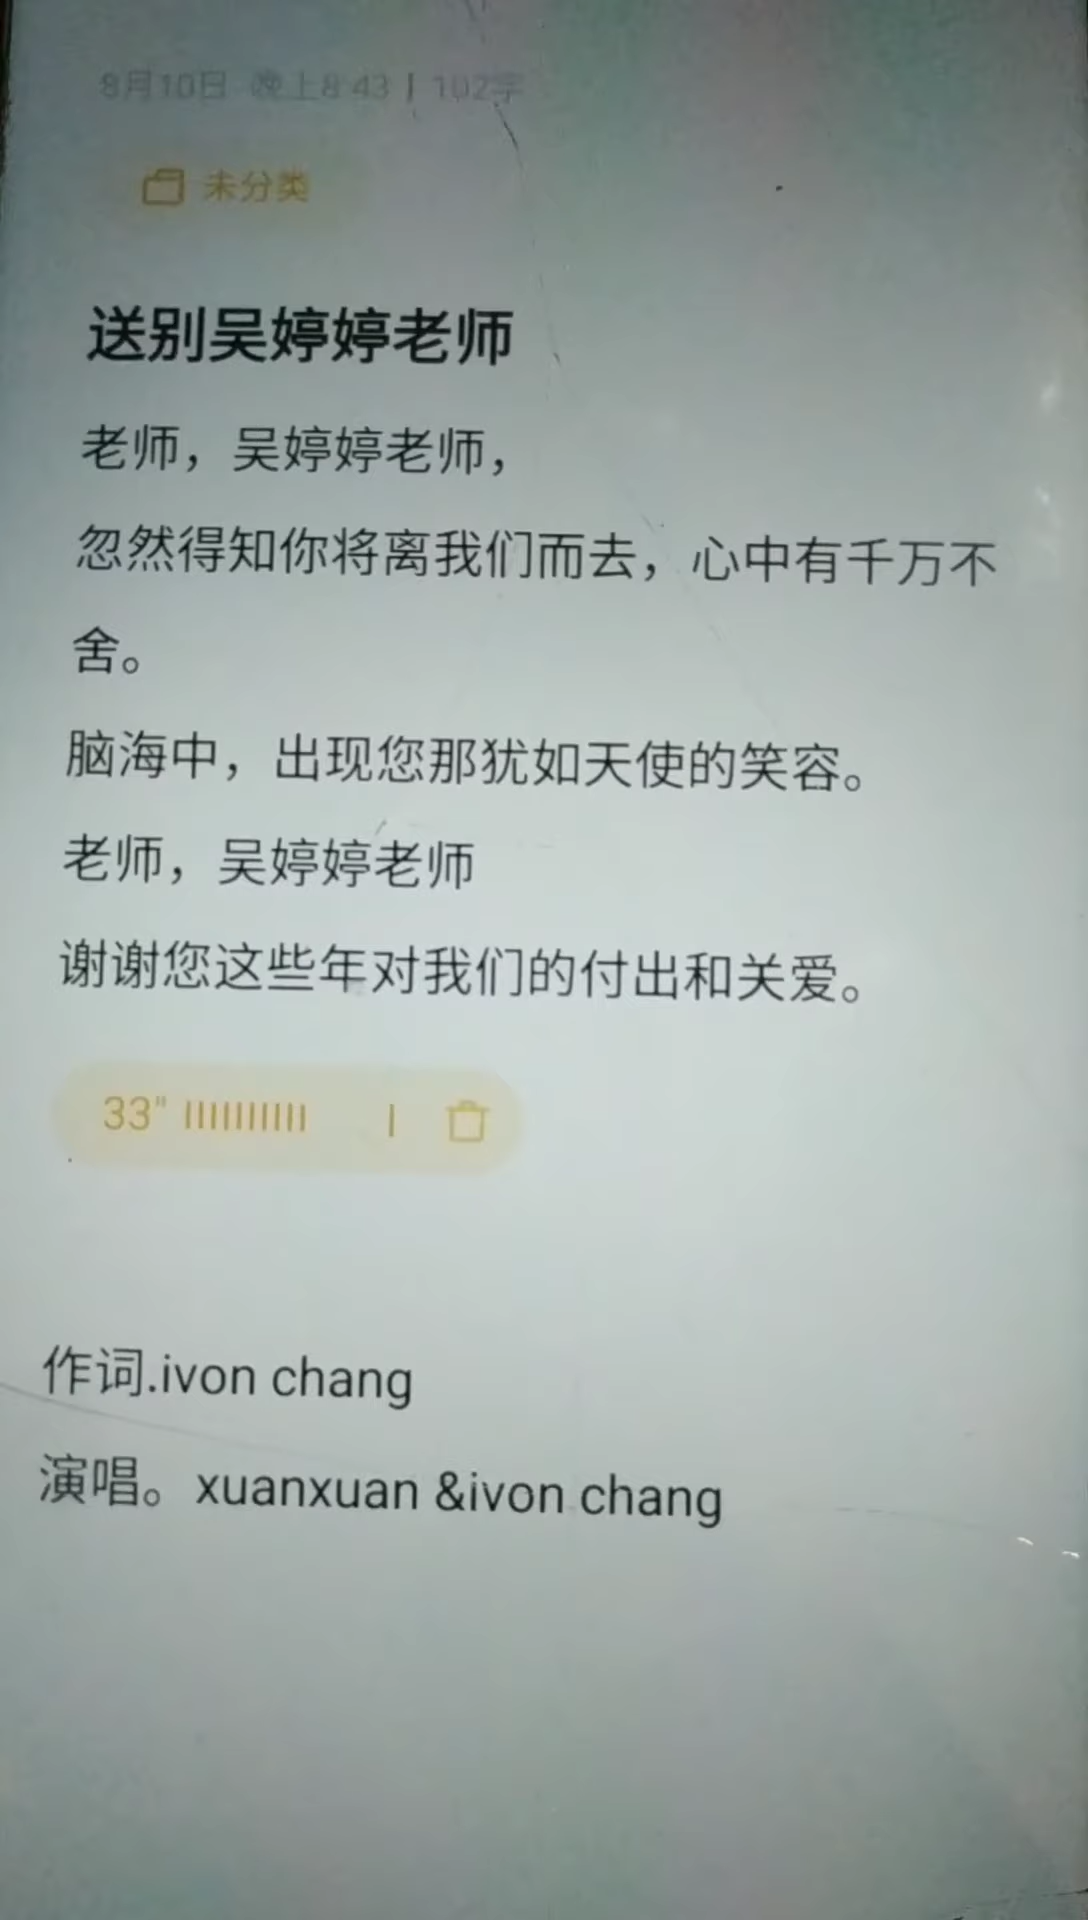 8月10日 晚上8:43 | 102字
未分类
送别吴婷婷老师
老师，吴婷婷老师，
忽然得知你将离我们而去，心中有千万不
舍。
脑海中，出现您那犹如天使的笑容。
老师，吴婷婷老师
谢谢您这些年对我们的付出和关爱。
33"
作词.ivon chang
演唱。xuanxuan &ivon chang